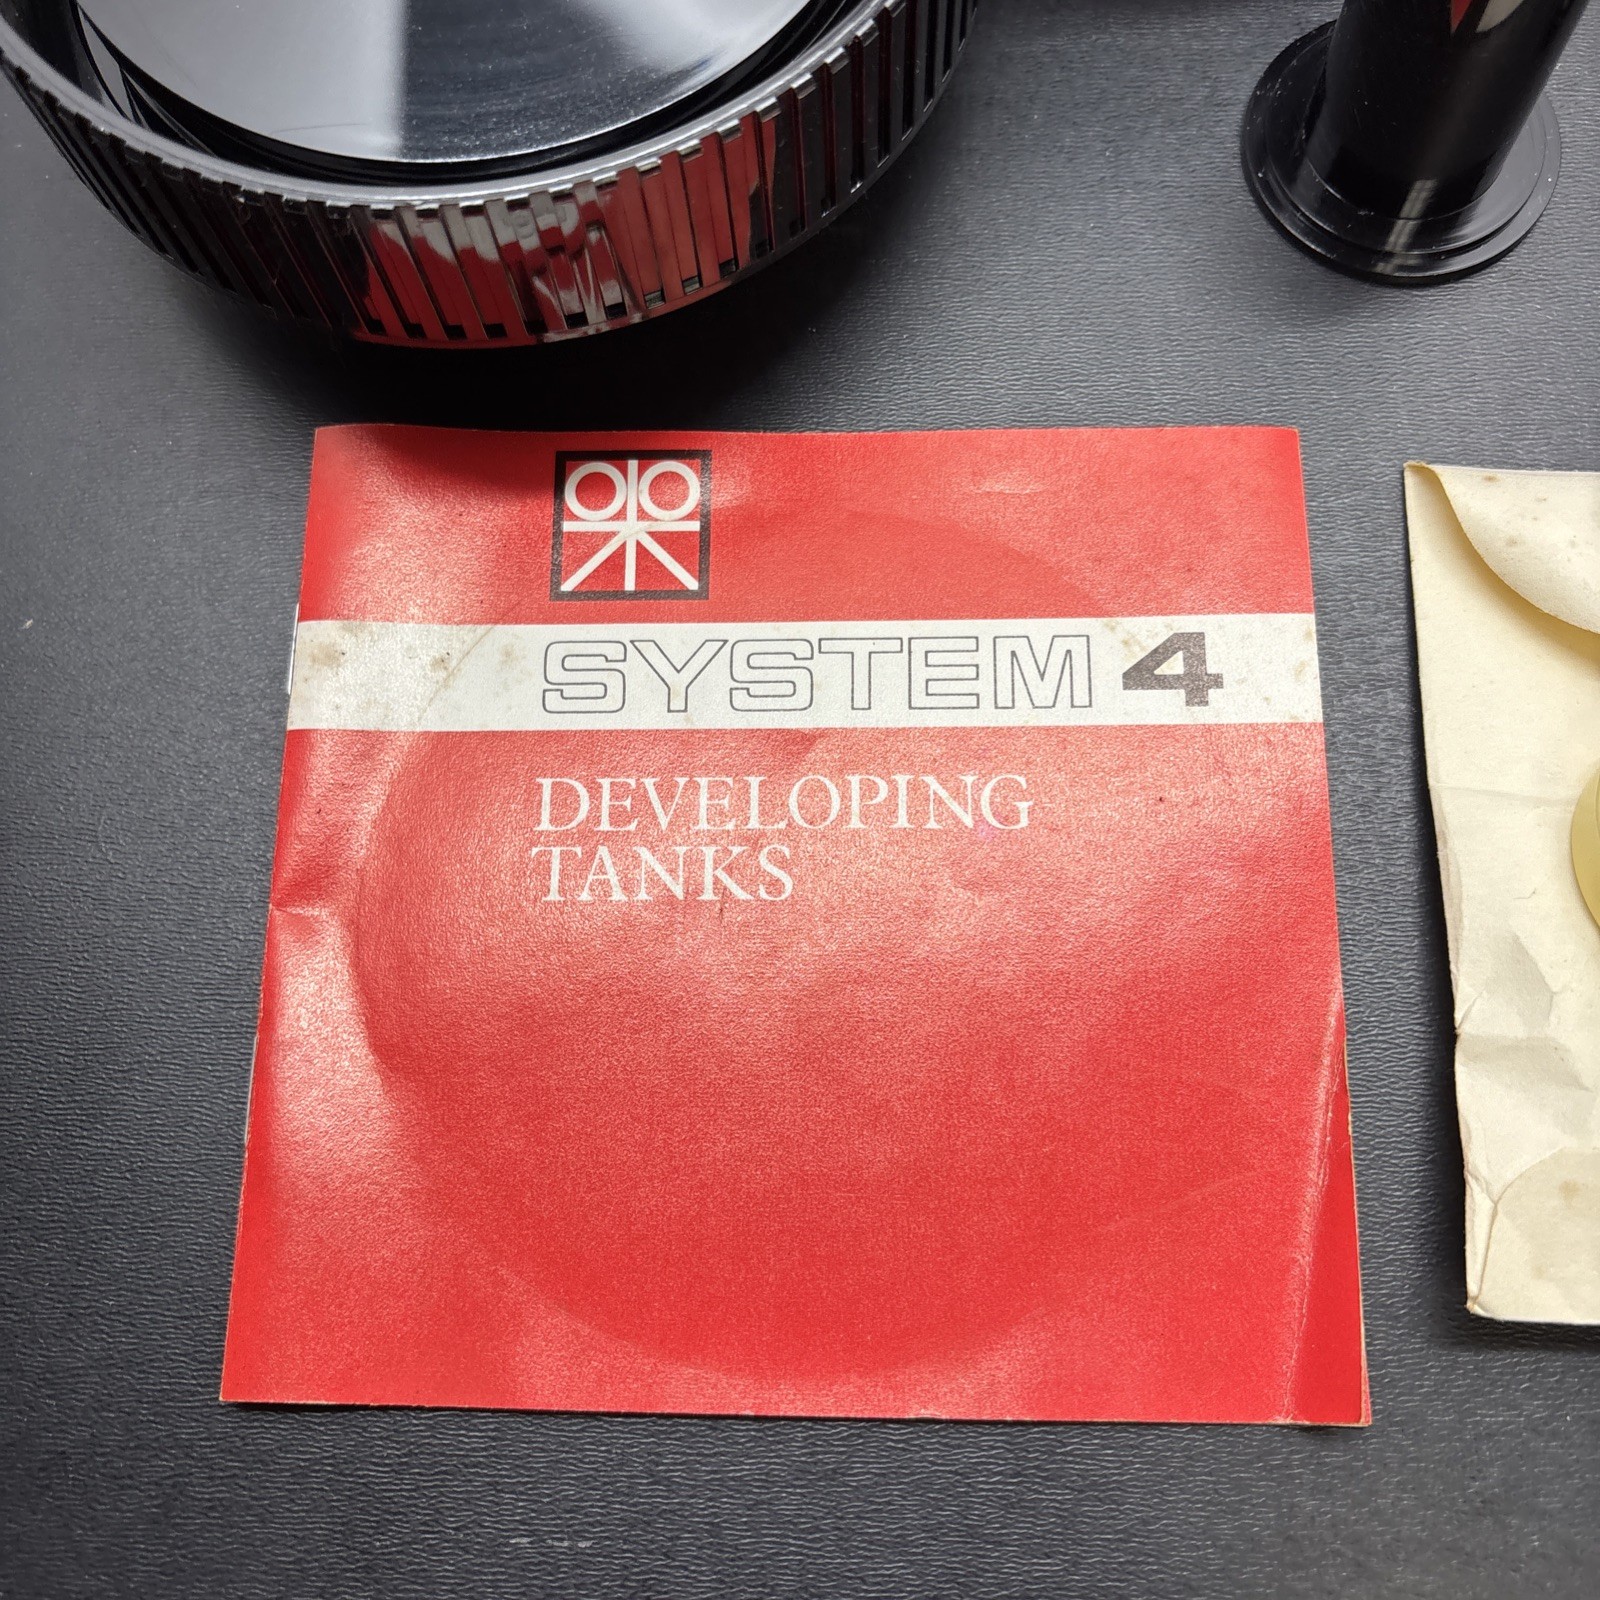 SYSTEM 4
DEVELOPING
TANKS